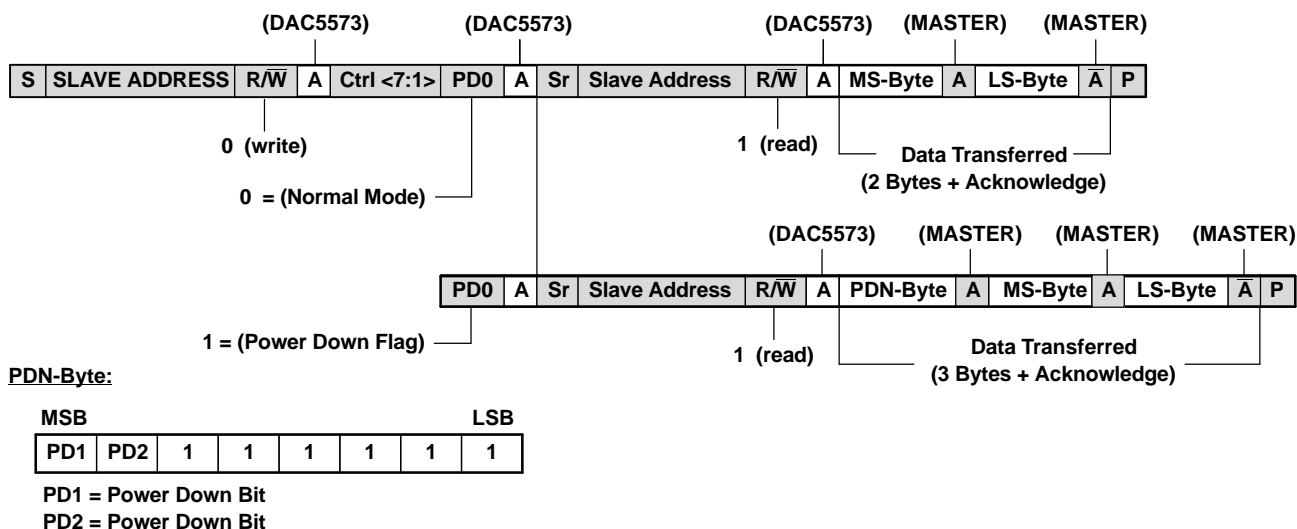 (DAC5573) (DAC5573) (DAC5573) (MASTER) (MASTER)
S SLAVE ADDRESS R/W̅ A Ctrl <7:1> PD0 A Sr Slave Address R/W̅ A MS-Byte A LS-Byte A̅ P
0 (write) 1 (read) Data Transferred
(2 Bytes + Acknowledge)
0 = (Normal Mode)
(DAC5573) (MASTER) (MASTER) (MASTER)
PD0 A Sr Slave Address R/W̅ A PDN-Byte A MS-Byte A LS-Byte A̅ P
1 = (Power Down Flag) 1 (read) Data Transferred
(3 Bytes + Acknowledge)
PDN-Byte:
MSB LSB
PD1 PD2 1 1 1 1 1 1
PD1 = Power Down Bit
PD2 = Power Down Bit